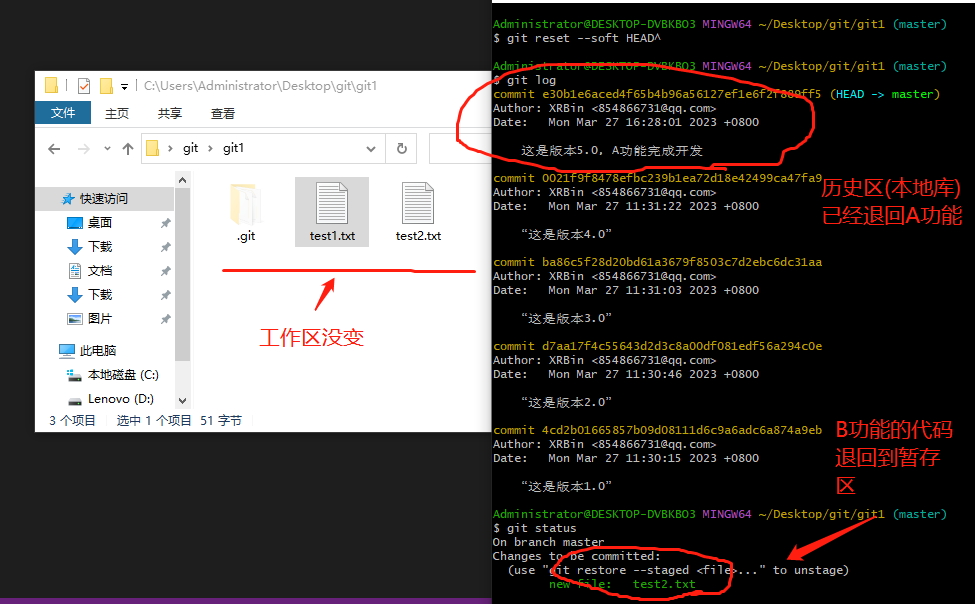 C:\Users\Administrator\Desktop\git\git1
文件 主页 共享 查看
git › git1
快速访问
桌面
下载
文档
下载
图片
此电脑
本地磁盘 (C:)
Lenovo (D:)
.git
test1.txt
test2.txt
工作区没变
3 个项目 选中 1 个项目 51 字节
Administrator@DESKTOP-DVBKBO3 MINGW64 ~/Desktop/git/git1 (master)
$ git reset --soft HEAD^
Administrator@DESKTOP-DVBKBO3 MINGW64 ~/Desktop/git/git1 (master)
$ git log
commit e30b1e6aced4f65b4b96a56127ef1e6f2f880ff5 (HEAD -> master)
Author: XRBin <854866731@qq.com>
Date: Mon Mar 27 16:28:01 2023 +0800
这是版本5.0, A功能完成开发
commit 0021f9f8478efbc239b1ea72d18e42499ca47fa9
Author: XRBin <854866731@qq.com>
Date: Mon Mar 27 11:31:22 2023 +0800
“这是版本4.0”
历史区(本地库)
已经退回A功能
commit ba86c5f28d20bd61a3679f8503c7d2ebc6dc31aa
Author: XRBin <854866731@qq.com>
Date: Mon Mar 27 11:31:03 2023 +0800
“这是版本3.0”
commit d7aa17f4c55643d2d3c8a00df081edf56a294c0e
Author: XRBin <854866731@qq.com>
Date: Mon Mar 27 11:30:46 2023 +0800
“这是版本2.0”
commit 4cd2b01665857b09d08111d6c9a6adc6a874a9eb
Author: XRBin <854866731@qq.com>
Date: Mon Mar 27 11:30:15 2023 +0800
“这是版本1.0”
B功能的代码
退回到暂存
区
Administrator@DESKTOP-DVBKBO3 MINGW64 ~/Desktop/git/git1 (master)
$ git status
On branch master
Changes to be committed:
(use "git restore --staged <file>..." to unstage)
new file: test2.txt